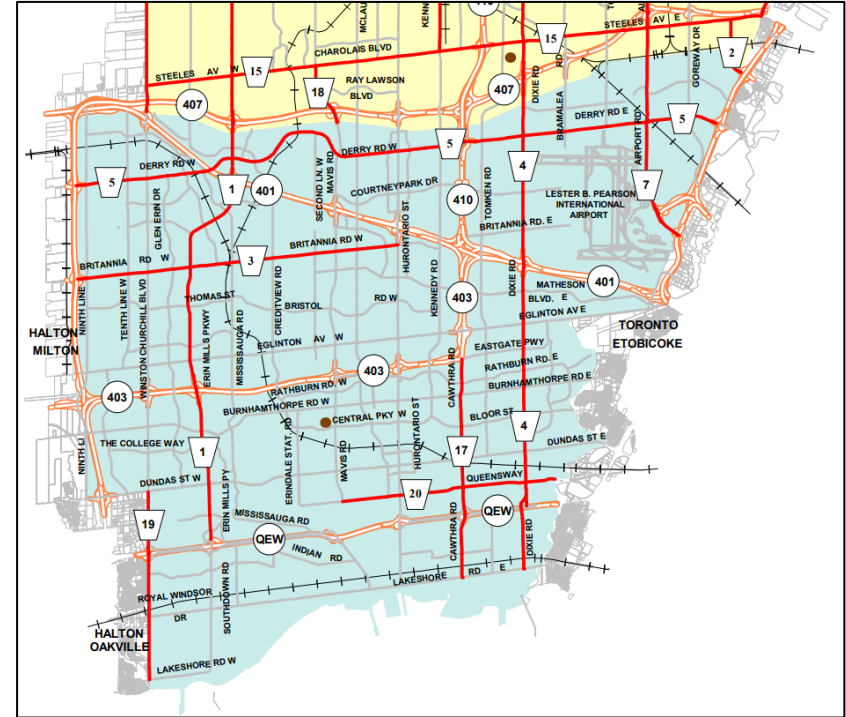 MCLAU
KENN
410
STEELES AV E
15
CHAROLAIS BLVD
GOREWAY DR
2
STEELES AV W
15
RAY LAWSON
BLVD
18
407
407
DIXIE RD
BRAMALEA
RD
DERRY RD E
5
AIRPORT RD
DERRY RD W
5
DERRY RD W
5
SECOND LN. W
MAVIS RD
GLEN ERIN DR
1
401
COURTNEYPARK DR
410
TOMKEN RD
4
LESTER B. PEARSON
INTERNATIONAL
AIRPORT
7
HURONTARIO ST
BRITANNIA RD. E
BRITANNIA RD W
BRITANNIA RD W
3
KENNEDY RD
DIXIE RD
MATHESON
BLVD. E
401
403
EGLINTON AV E
THOMAS ST
BRISTOL RD W
NINTH LINE
TENTH LINE W
WINSTON CHURCHILL BLVD
ERIN MILLS PKWY
MISSISSAUGA RD
CREDITVIEW RD
HALTON
MILTON
TORONTO
ETOBICOKE
EGLINTON AV W
EASTGATE PWY
RATHBURN RD. E
BURNHAMTHORPE RD E
403
403
RATHBURN RD. W
BURNHAMTHORPE RD W
CAWTHRA RD
CENTRAL PKY W
BLOOR ST
4
DUNDAS ST E
THE COLLEGE WAY
NINTH LI
1
ERINDALE STAT. RD
MAVIS RD
HURONTARIO ST
17
DUNDAS ST W
QUEENSWAY
20
19
ERIN MILLS PY
MISSISSAUGA RD
QEW
QEW
INDIAN RD
CAWTHRA RD
DIXIE RD
LAKESHORE RD E
ROYAL WINDSOR
DR
SOUTHDOWN RD
HALTON
OAKVILLE
LAKESHORE RD W